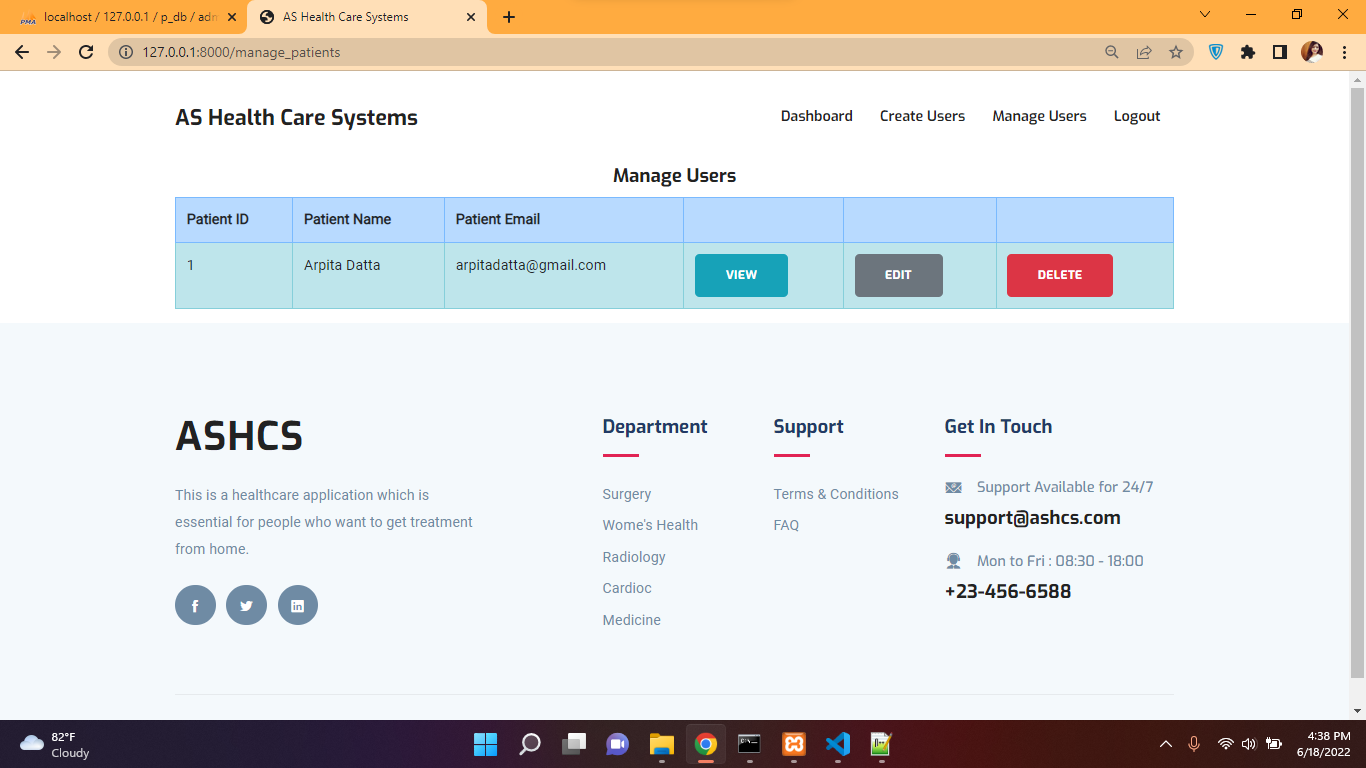 localhost / 127.0.0.1 / p_db / adm
AS Health Care Systems
127.0.0.1:8000/manage_patients
AS Health Care Systems
Dashboard Create Users Manage Users Logout
Manage Users
Patient ID Patient Name Patient Email
1 Arpita Datta arpitadatta@gmail.com VIEW EDIT DELETE
ASHCS
This is a healthcare application which is
essential for people who want to get treatment
from home.
Department
Surgery
Wome's Health
Radiology
Cardioc
Medicine
Support
Terms & Conditions
FAQ
Get In Touch
Support Available for 24/7
support@ashcs.com
Mon to Fri : 08:30 - 18:00
+23-456-6588
82°F
Cloudy
4:38 PM
6/18/2022